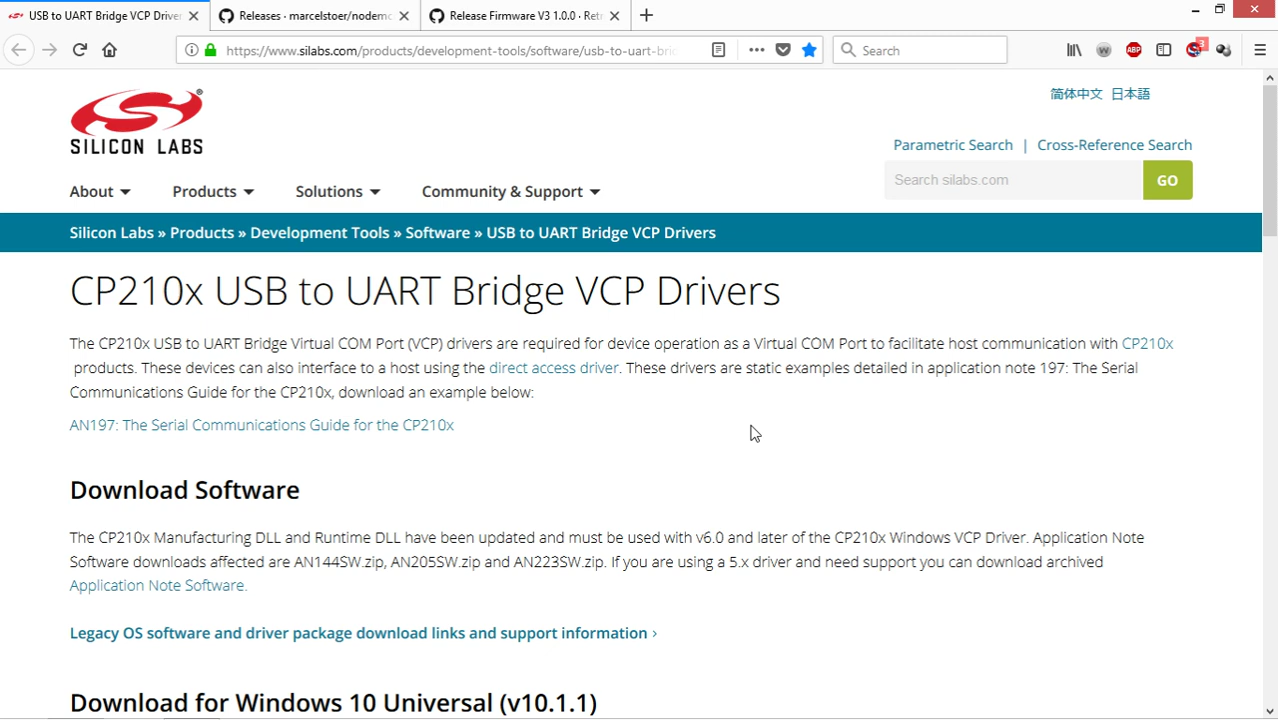 USB to UART Bridge VCP Driver
Releases · marcelstoer/nodemc
Release Firmware V3 1.0.0 · Ret
https://www.silabs.com/products/development-tools/software/usb-to-uart-bri
Search
W
ABP
3
简体中文 日本語
SILICON LABS
Parametric Search | Cross-Reference Search
Search silabs.com
GO
About
Products
Solutions
Community & Support
Silicon Labs » Products » Development Tools » Software » USB to UART Bridge VCP Drivers
CP210x USB to UART Bridge VCP Drivers
The CP210x USB to UART Bridge Virtual COM Port (VCP) drivers are required for device operation as a Virtual COM Port to facilitate host communication with CP210x
products. These devices can also interface to a host using the direct access driver. These drivers are static examples detailed in application note 197: The Serial
Communications Guide for the CP210x, download an example below:
AN197: The Serial Communications Guide for the CP210x
Download Software
The CP210x Manufacturing DLL and Runtime DLL have been updated and must be used with v6.0 and later of the CP210x Windows VCP Driver. Application Note
Software downloads affected are AN144SW.zip, AN205SW.zip and AN223SW.zip. If you are using a 5.x driver and need support you can download archived
Application Note Software.
Legacy OS software and driver package download links and support information ›
Download for Windows 10 Universal (v10.1.1)